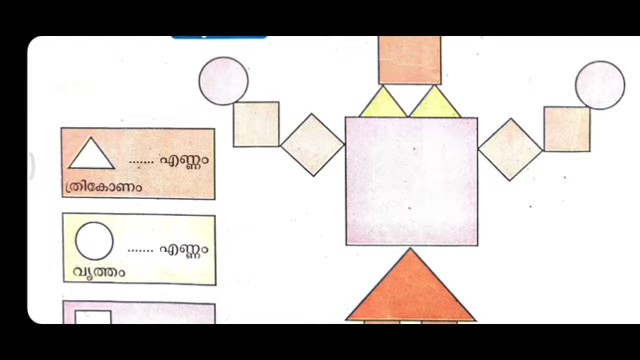 ....... എണ്ണം
ത്രികോണം
....... എണ്ണം
വൃത്തം